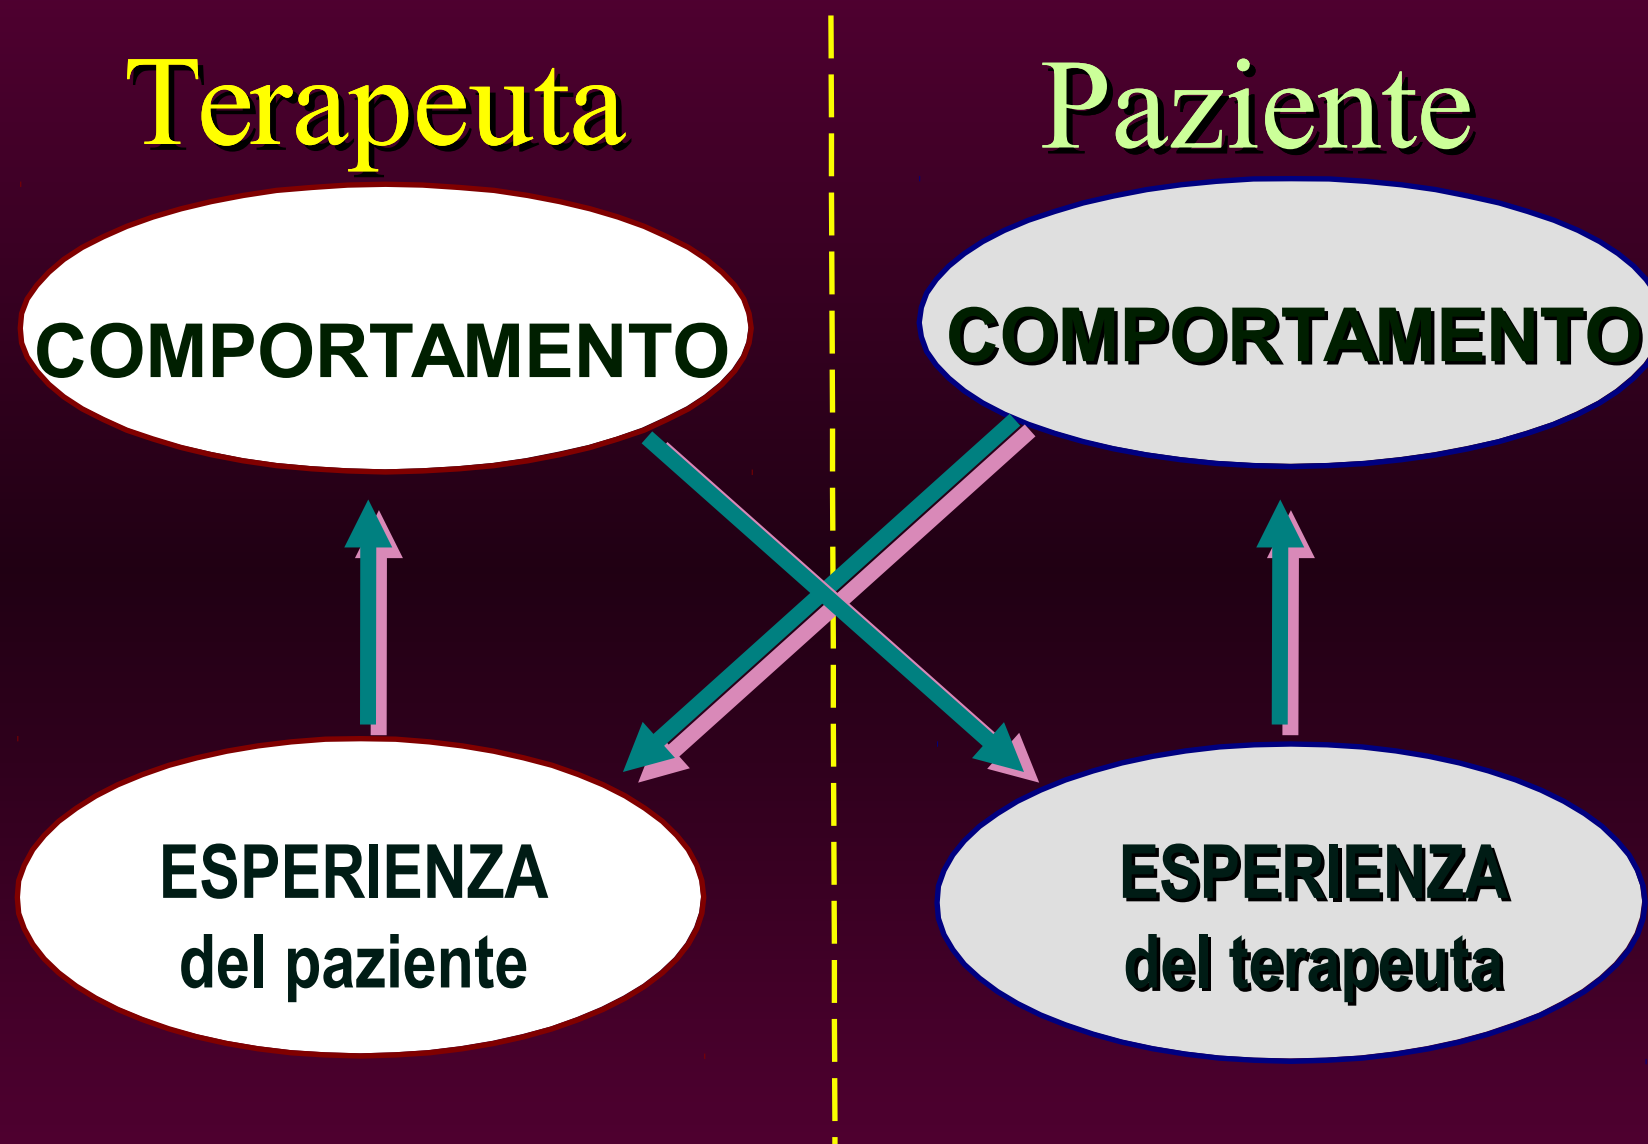 Terapeuta
Paziente
COMPORTAMENTO
COMPORTAMENTO
ESPERIENZA
del paziente
ESPERIENZA
del terapeuta